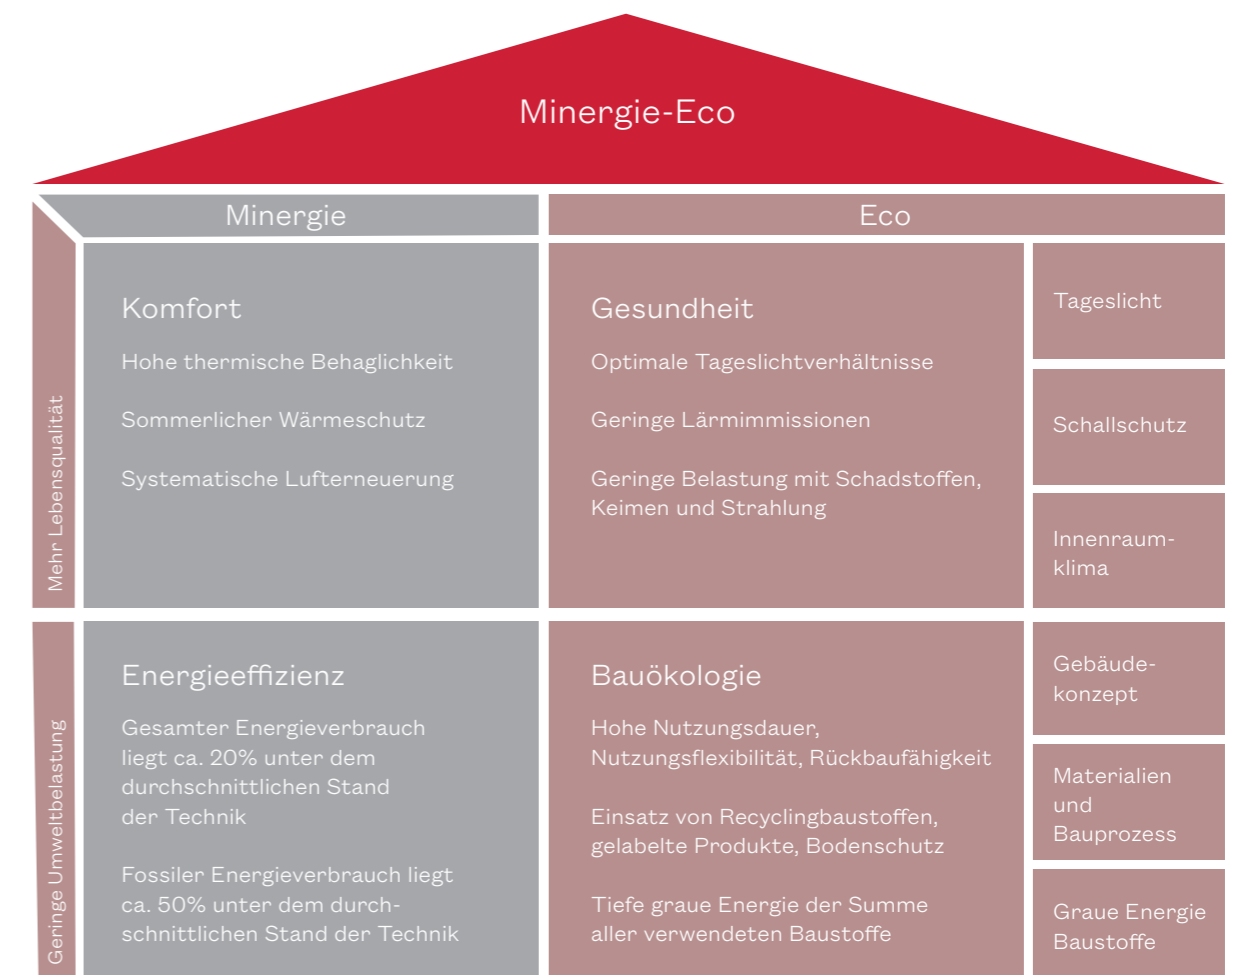 Minergie-Eco
Minergie
Eco
Mehr Lebensqualität
Komfort
Hohe thermische Behaglichkeit
Sommerlicher Wärmeschutz
Systematische Lufterneuerung
Gesundheit
Optimale Tageslichtverhältnisse
Geringe Lärmimmissionen
Geringe Belastung mit Schadstoffen,
Keimen und Strahlung
Tageslicht
Schallschutz
Innenraum-
klima
Geringe Umweltbelastung
Energieeffizienz
Gesamter Energieverbrauch
liegt ca. 20% unter dem
durchschnittlichen Stand
der Technik
Fossiler Energieverbrauch liegt
ca. 50% unter dem durch-
schnittlichen Stand der Technik
Bauökologie
Hohe Nutzungsdauer,
Nutzungsflexibilität, Rückbaufähigkeit
Einsatz von Recyclingbaustoffen,
gelabelte Produkte, Bodenschutz
Tiefe graue Energie der Summe
aller verwendeten Baustoffe
Gebäude-
konzept
Materialien
und
Bauprozess
Graue Energie
Baustoffe